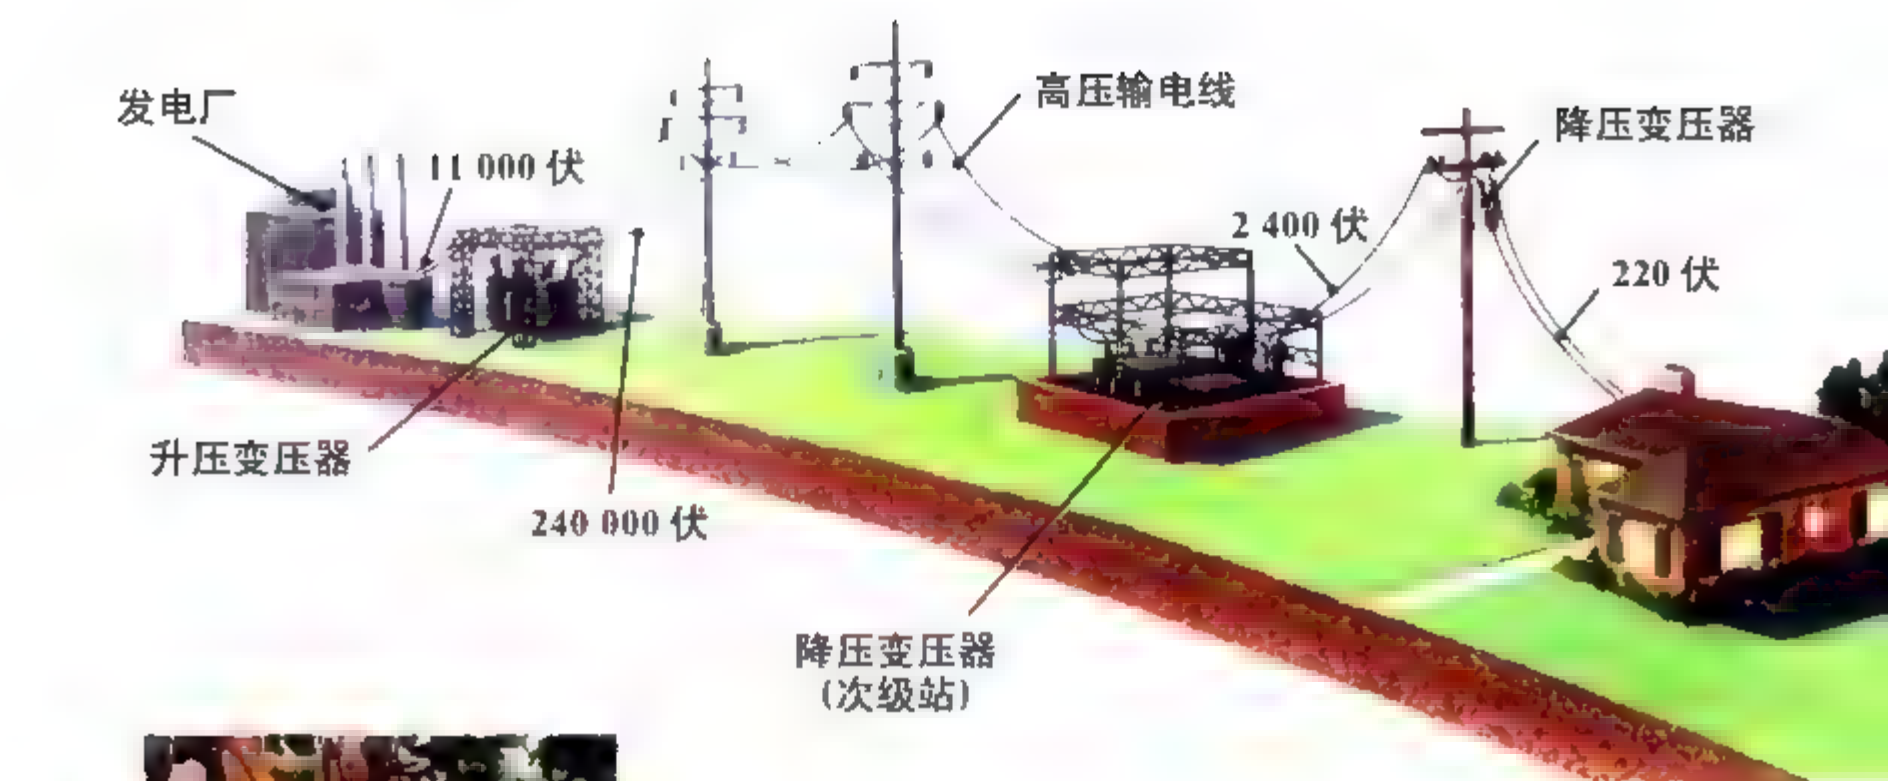 发电厂
11 000 伏
高压输电线
降压变压器
2 400 伏
220 伏
升压变压器
240 000 伏
降压变压器
(次级站)